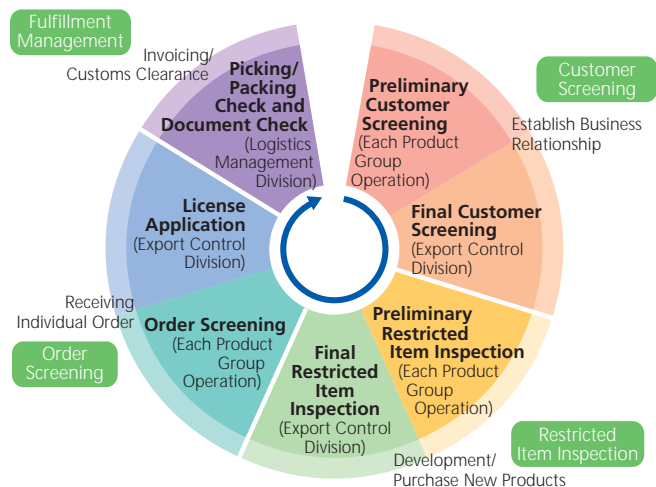 Fulfillment
Management
Invoicing/
Customs Clearance
Picking/
Packing
Check and
Document Check
(Logistics
Management
Division)
Preliminary
Customer
Screening
(Each Product
Group
Operation)
Customer
Screening
Establish Business
Relationship
License
Application
(Export Control
Division)
Final Customer
Screening
(Export Control
Division)
Receiving
Individual Order
Order
Screening
Order Screening
(Each Product
Group
Operation)
Final
Restricted
Item
Inspection
(Export Control
Division)
Preliminary
Restricted
Item Inspection
(Each Product
Group
Operation)
Restricted
Item Inspection
Development/
Purchase New Products